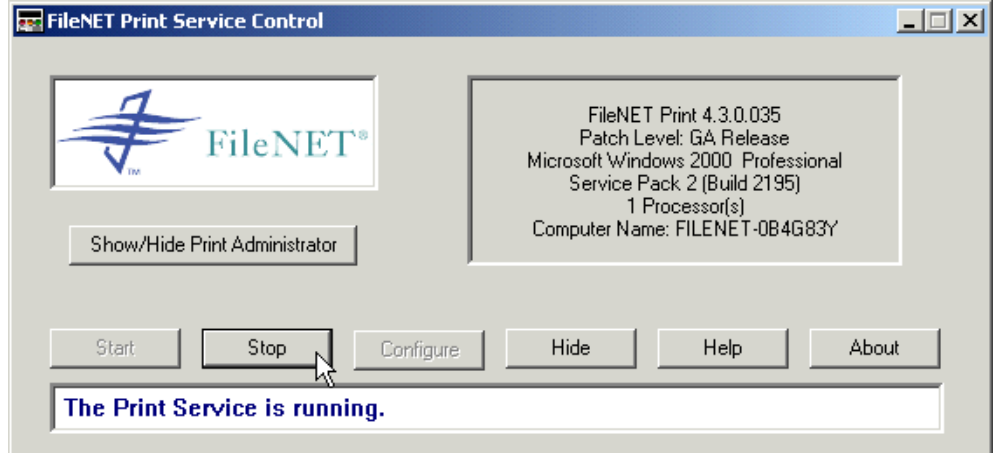 FileNET Print Service Control
FileNET®
TM
FileNET Print 4.3.0.035
Patch Level: GA Release
Microsoft Windows 2000 Professional
Service Pack 2 (Build 2195)
1 Processor(s)
Computer Name: FILENET-0B4G83Y
Show/Hide Print Administrator
Start
Stop
Configure
Hide
Help
About
The Print Service is running.